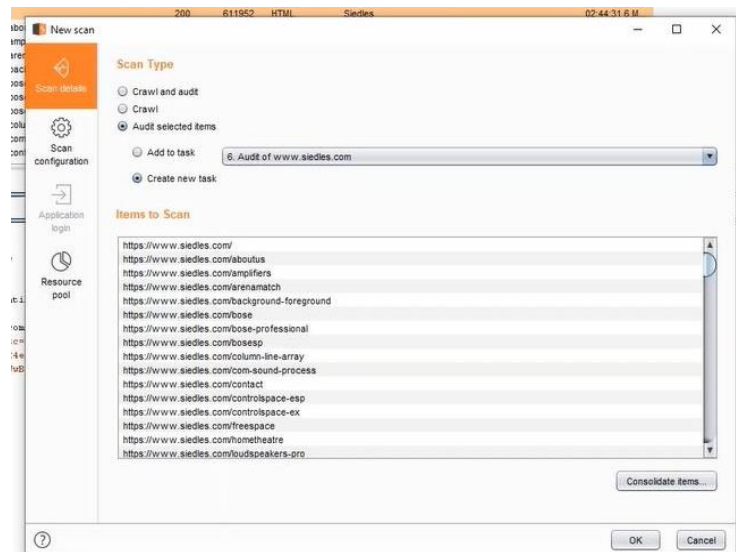 200 611952 HTML Siedles 02:44:31 6 M
New scan
Scan details
Scan configuration
Application login
Resource pool
Scan Type
Crawl and audit
Crawl
Audit selected items
Add to task 6. Audit of www.siedles.com
Create new task
Items to Scan
https://www.siedles.com/
https://www.siedles.com/aboutus
https://www.siedles.com/amplifiers
https://www.siedles.com/arenamatch
https://www.siedles.com/background-foreground
https://www.siedles.com/bose
https://www.siedles.com/bose-professional
https://www.siedles.com/bosesp
https://www.siedles.com/column-line-array
https://www.siedles.com/com-sound-process
https://www.siedles.com/contact
https://www.siedles.com/controlspace-esp
https://www.siedles.com/controlspace-ex
https://www.siedles.com/freespace
https://www.siedles.com/hometheatre
https://www.siedles.com/loudspeakers-pro
Consolidate items...
? OK Cancel